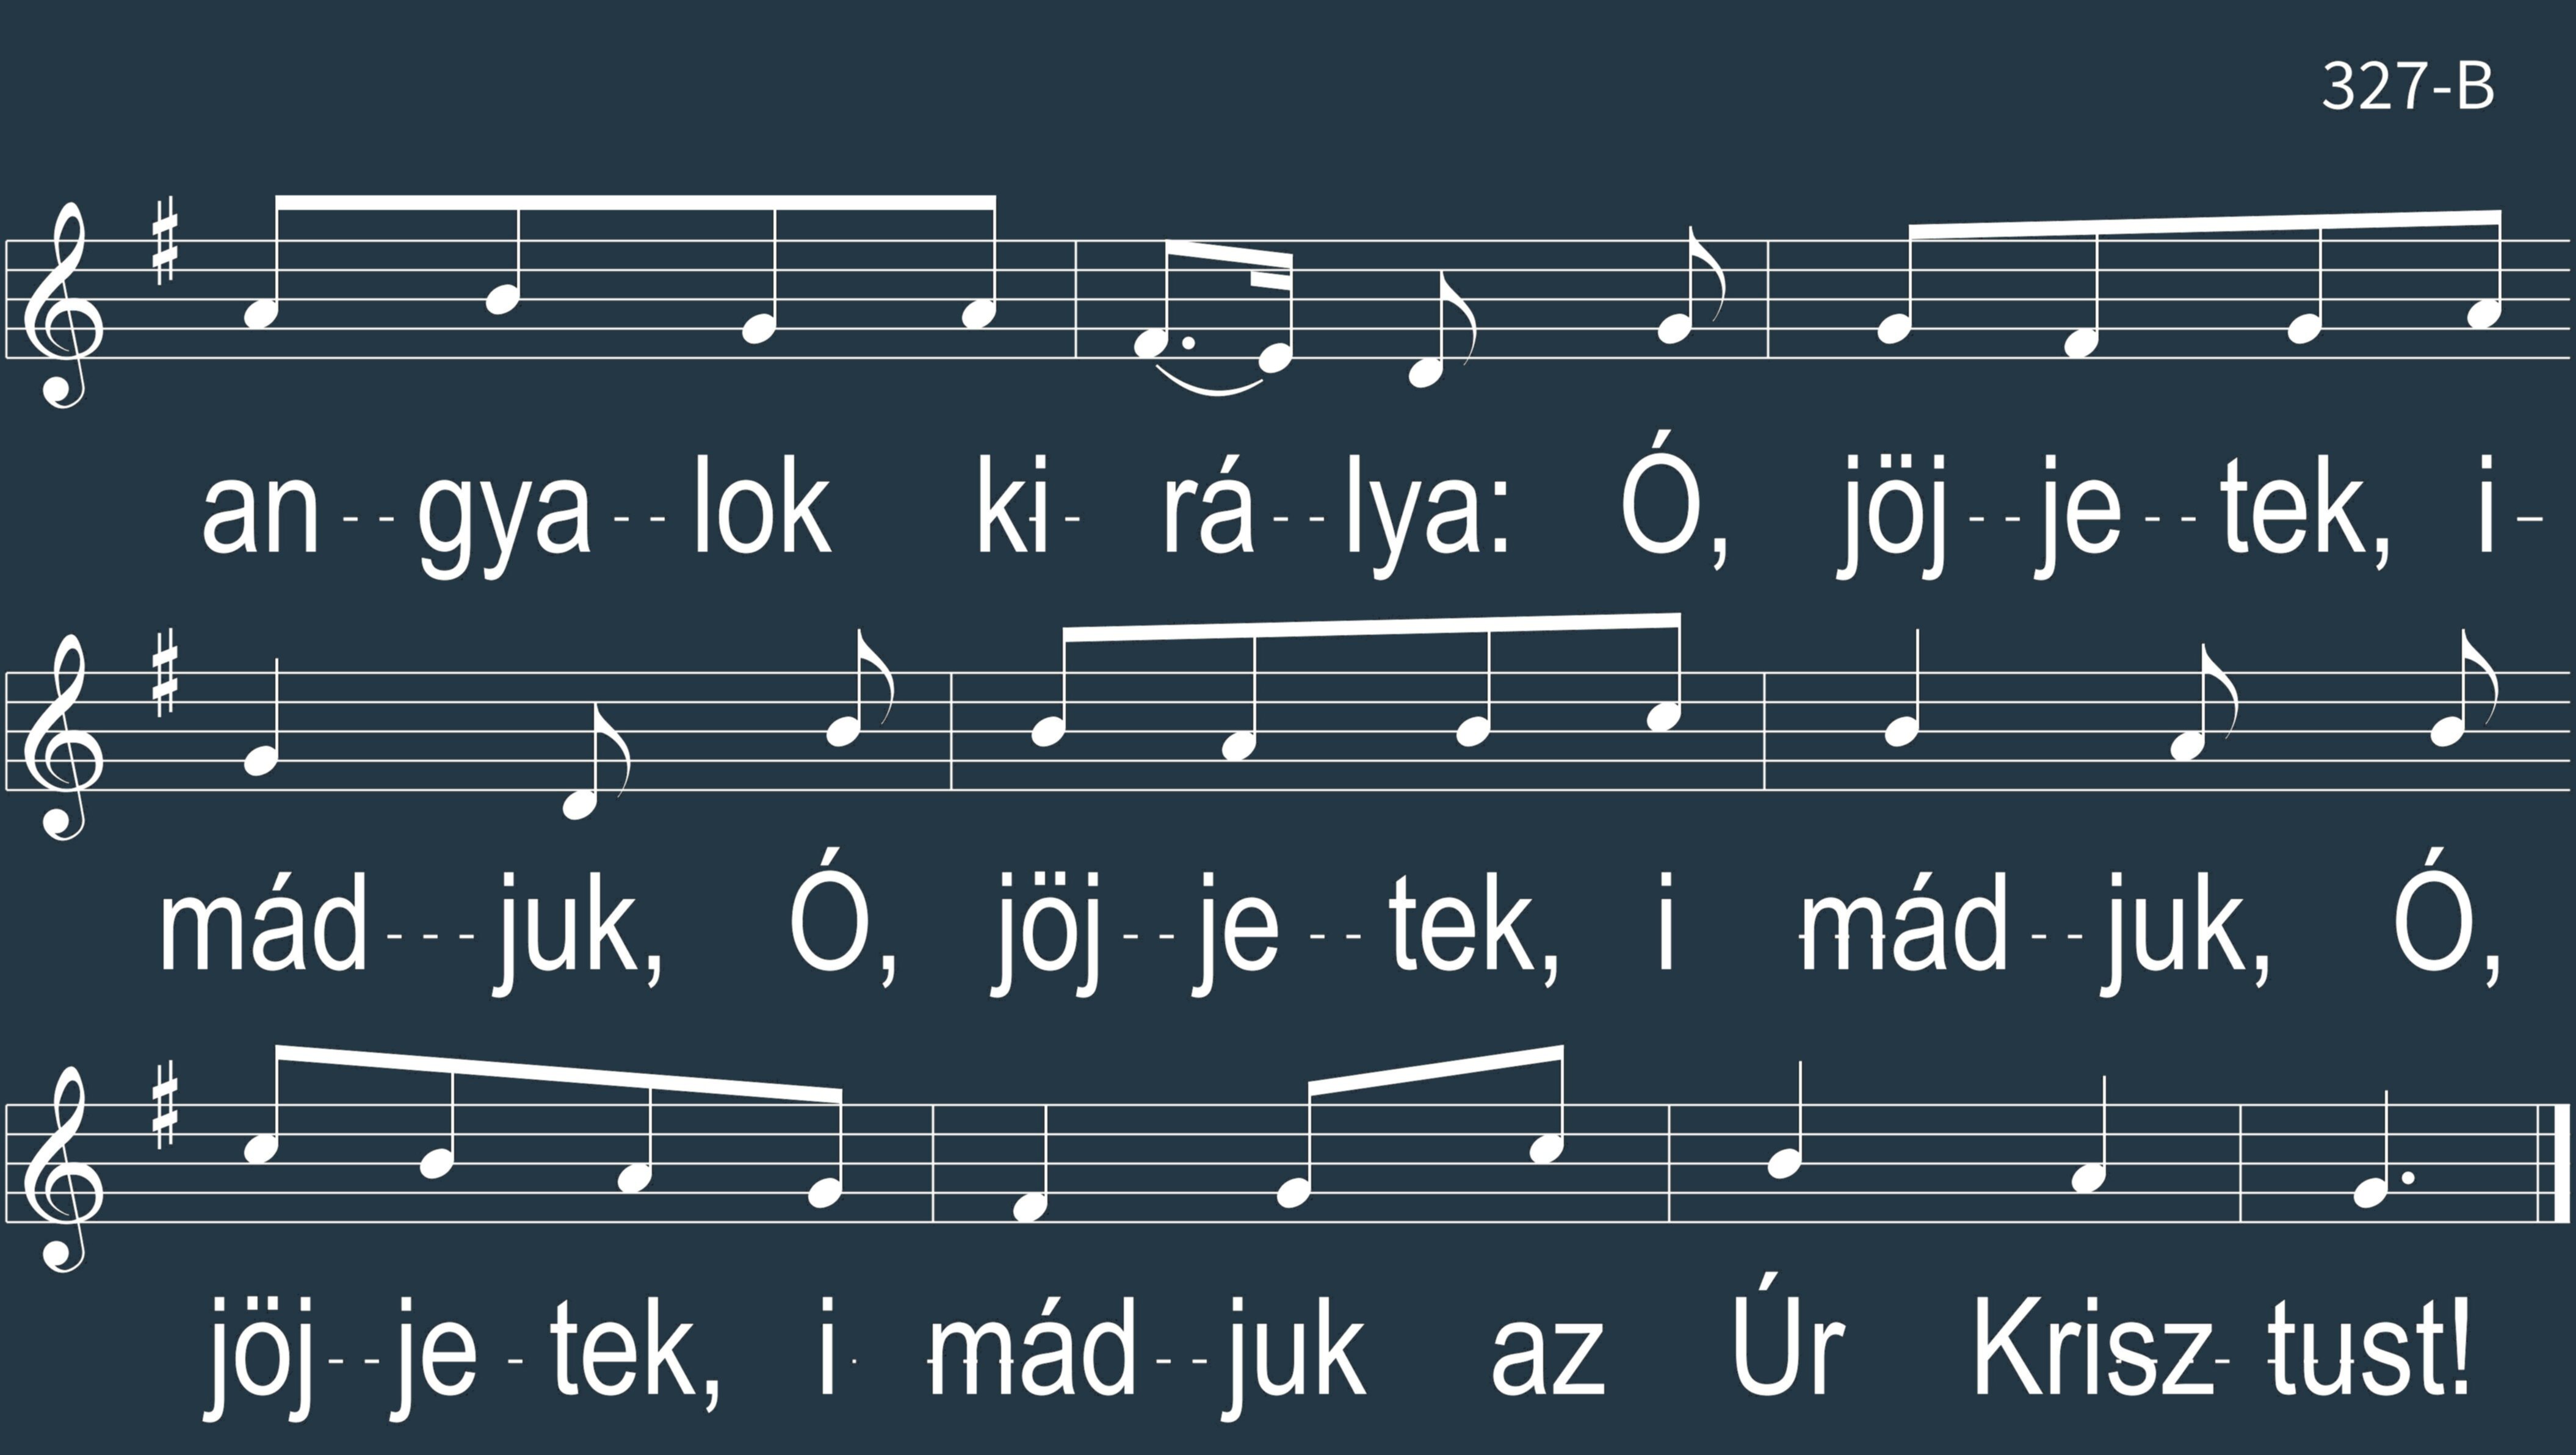 327-B
an--gya--lok ki- rá--lya: Ó, jöj--je--tek, i-
mád---juk, Ó, jöj--je--tek, i mád--juk, Ó,
jöj--je-tek, i- mád--juk az Úr Krisz- tust!